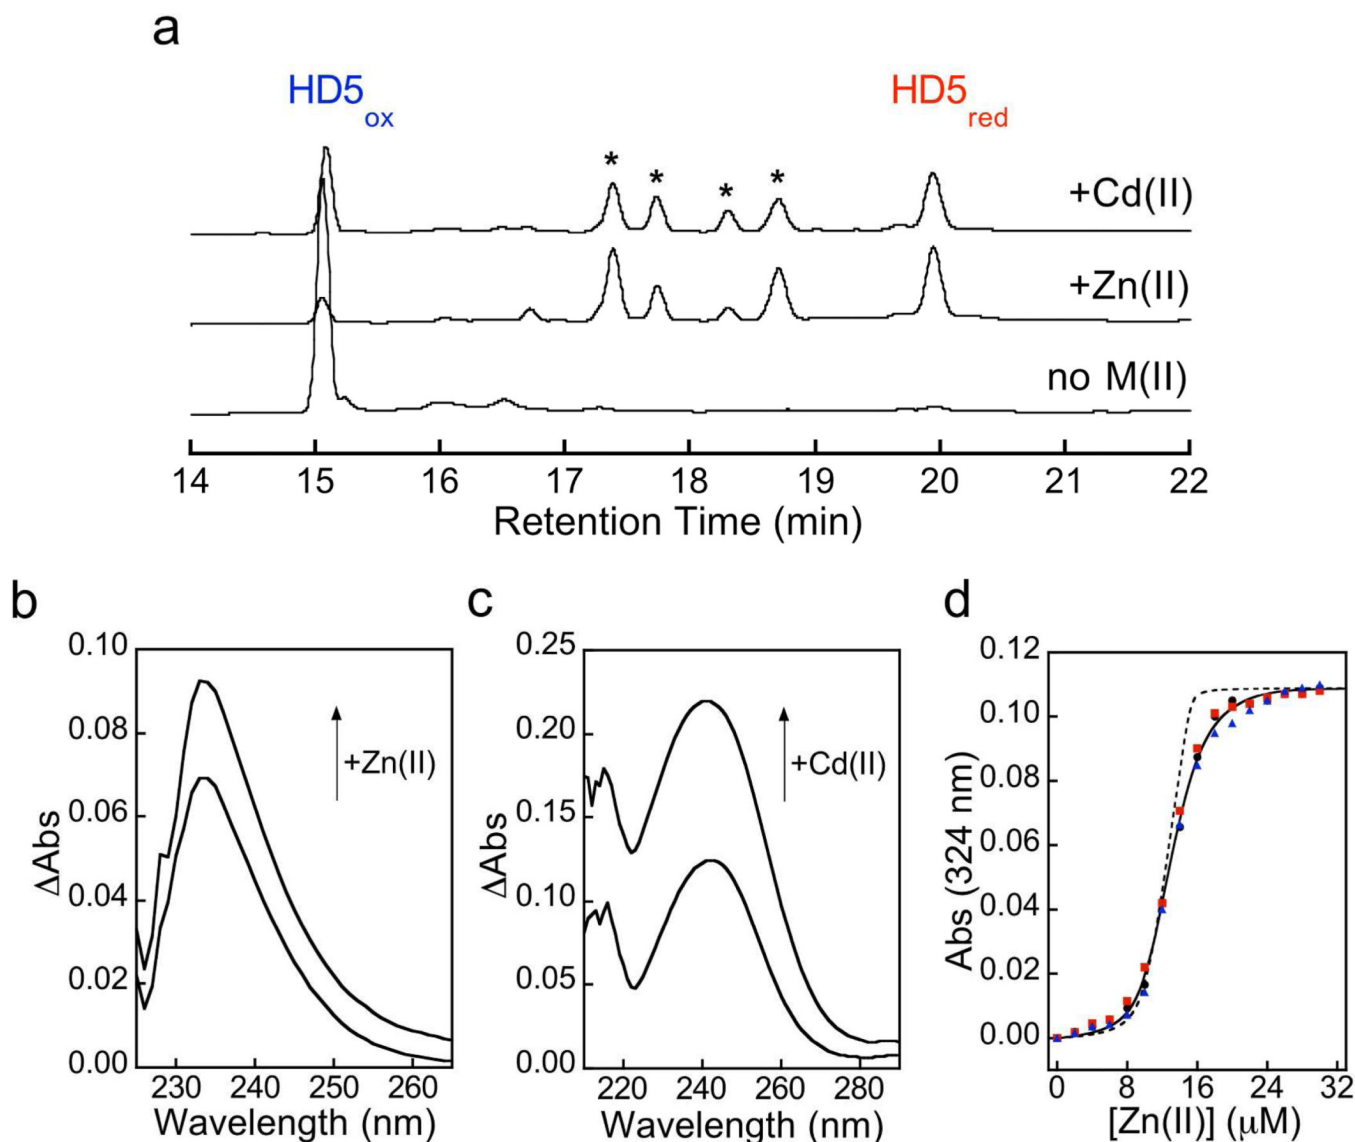 a
HD5ox
HD5red
* * * *
+Cd(II)
+Zn(II)
no M(II)
14 15 16 17 18 19 20 21 22
Retention Time (min)
b
0.10
0.08
0.06
0.04
0.02
0.00
ΔAbs
+Zn(II)
230 240 250 260
Wavelength (nm)
c
0.25
0.20
0.15
0.10
0.05
0.00
ΔAbs
+Cd(II)
220 240 260 280
Wavelength (nm)
d
0.12
0.10
0.08
0.06
0.04
0.02
0.00
Abs (324 nm)
0 8 16 24 32
[Zn(II)] (μM)